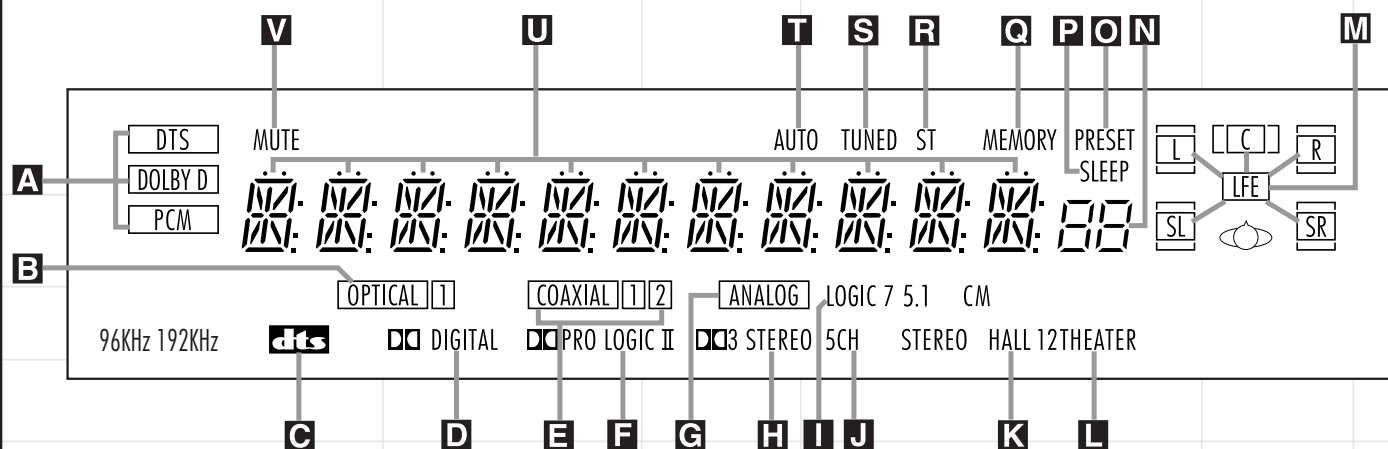 V U T S R Q P O N M
DTS MUTE AUTO TUNED ST MEMORY PRESET L C R
A DOLBY D SLEEP LFE
PCM 88 SL SR
B
OPTICAL 1 COAXIAL 1 2 ANALOG LOGIC 7 5.1 CM
96KHz 192KHz dts DIGITAL PRO LOGIC II 3 STEREO 5CH STEREO HALL 12THEATER
C D E F G H I J K L